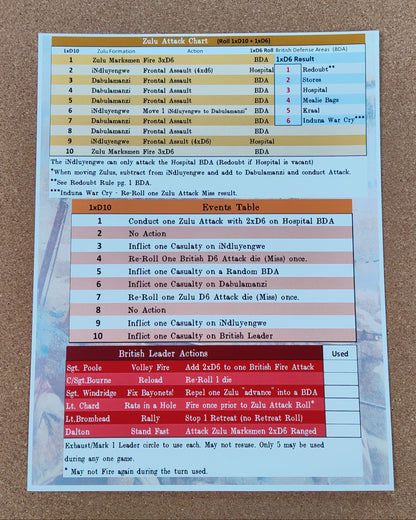 Zulu Attack Chart (Roll 1xD10 + 1xD6)
1xD10 Zulu Formation Action 1xD6 Roll British Defense Areas (BDA)
1 Zulu Marksmen Fire 3xD6 BDA 1xD6 Result
2 iNdluyengwe Frontal Assault (4xd6) Hospital 1 Redoubt**
3 Dabulamanzi Frontal Assault BDA 2 Stores
4 Dabulamanzi Frontal Assault BDA 3 Hospital
5 Zulu Marksmen Fire 3xD6 BDA 4 Mealie Bags
6 iNdluyengwe Move 1 iNdluyengwe to Dabulamanzi* BDA 5 Kraal
7 Dabulamanzi Frontal Assault BDA 6 Induna War Cry***
8 Dabulamanzi Frontal Assault BDA
9 iNdluyengwe Frontal Assult (4xD6) Hospital
10 Zulu Marksmen Fire 3xD6 BDA
The iNdluyengwe can only attack the Hospital BDA (Redoubt if Hospital is vacant)
*When moving Zulus, subtract from iNdluyengwe and add to Dabulamanzi and conduct Attack.
**See Redoubt Rule pg. 1 BDA.
***Induna War Cry - Re-Roll one Zulu Attack Miss result.
1xD10 Events Table
1 Conduct one Zulu Attack with 2xD6 on Hospital BDA
2 No Action
3 Inflict one Casualty on iNdluyengwe
4 Re-Roll One British D6 Attack die (Miss) once.
5 Inflict one Casualty on a Random BDA
6 Inflict one Casualty on Dabulamanzi
7 Re-Roll one Zulu D6 Attack die (Miss) once.
8 No Action
9 Inflict one Casualty on iNdluyengwe
10 Inflict one Casualty on British Leader
British Leader Actions Used
Sgt. Poole Volley Fire Add 2xD6 to one British Fire Attack
C/Sgt.Bourne Reload Re-Roll 1 die
Sgt. Windridge Fix Bayonets! Repel one Zulu "advance" into a BDA
Lt. Chard Rats in a Hole Fire once prior to Zulu Attack Roll*
Lt.Bromhead Rally Stop 1 Retreat (no Retreat Roll)
Dalton Stand Fast Attack Zulu Marksmen 2xD6 Ranged
Exhaust/Mark 1 Leader circle to use each. May not resuse. Only 5 may be used
during any one game.
* May not Fire again during the turn used.